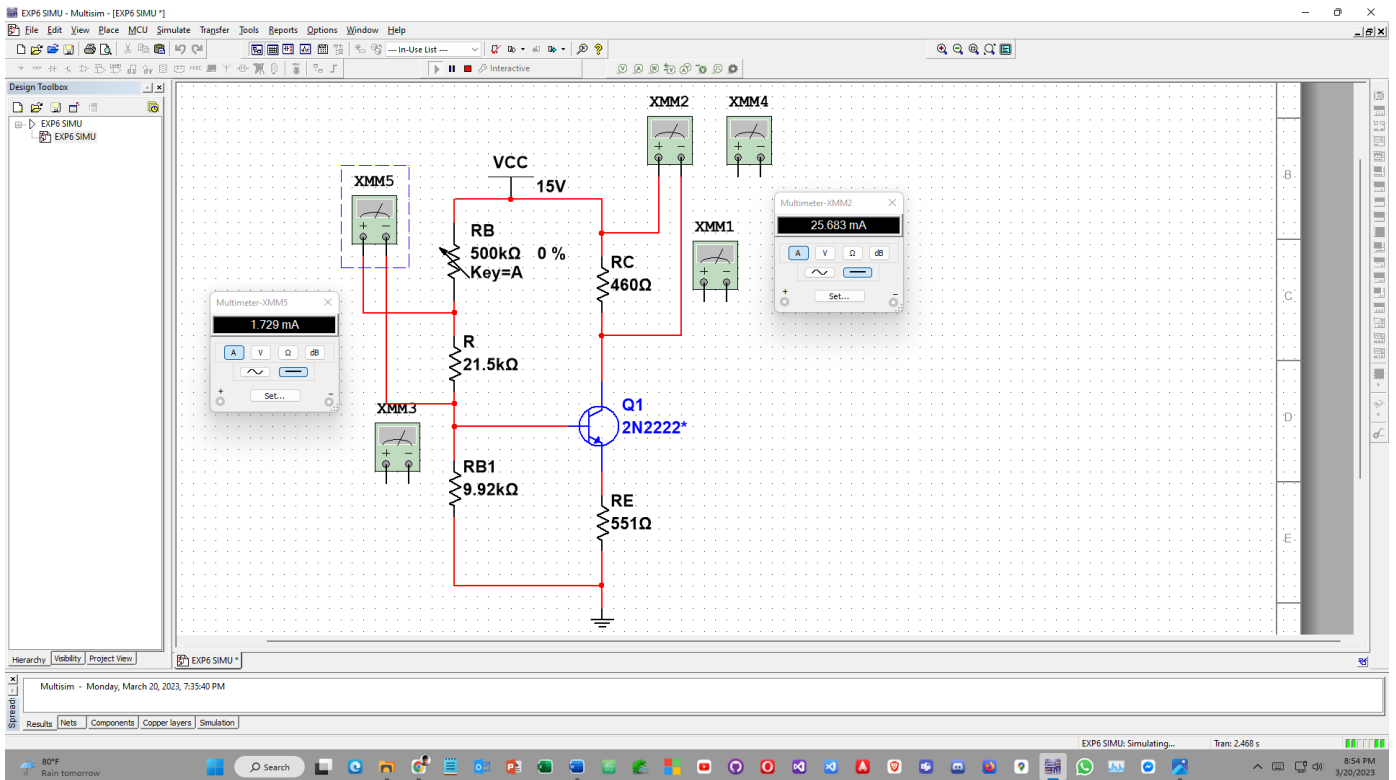 EXP6 SIMU - Multisim - [EXP6 SIMU *]
File Edit View Place MCU Simulate Transfer Tools Reports Options Window Help
--- In-Use List ---
Interactive
Design Toolbox
EXP6 SIMU
EXP6 SIMU
XMM2
XMM4
VCC
15V
XMM5
RB
500kΩ 0 %
Key=A
XMM1
RC
460Ω
Multimeter-XMM2
25.683 mA
A V Ω dB
Set...
+
-
Multimeter-XMM5
1.729 mA
A V Ω dB
Set...
+
-
R
21.5kΩ
XMM3
Q1
2N2222*
RB1
9.92kΩ
RE
551Ω
B
C
D
E
Hierarchy Visibility Project View
EXP6 SIMU *
Multisim - Monday, March 20, 2023, 7:35:40 PM
Results Nets Components Copper layers Simulation
EXP6 SIMU: Simulating... Tran: 2.468 s
80°F
Rain tomorrow
Search
8:54 PM
3/20/2023